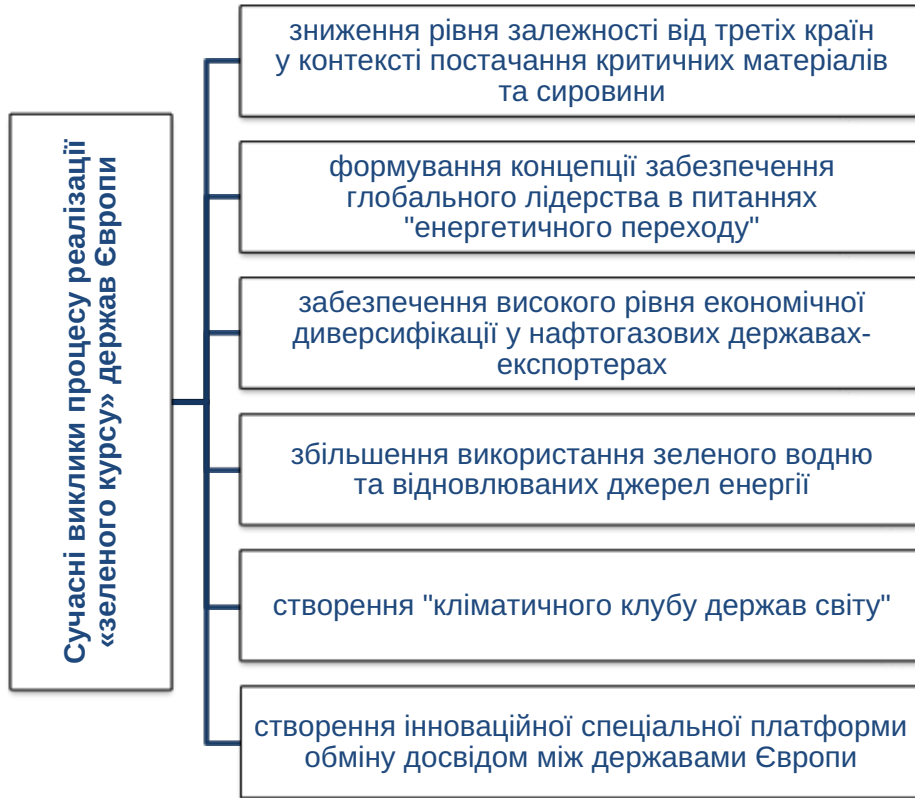 Сучасні виклики процесу реалізації
«зеленого курсу» держав Європи
зниження рівня залежності від третіх країн
у контексті постачання критичних матеріалів
та сировини
формування концепції забезпечення
глобального лідерства в питаннях
"енергетичного переходу"
забезпечення високого рівня економічної
диверсифікації у нафтогазових державах-
експортерах
збільшення використання зеленого водню
та відновлюваних джерел енергії
створення "кліматичного клубу держав світу"
створення інноваційної спеціальної платформи
обміну досвідом між державами Європи